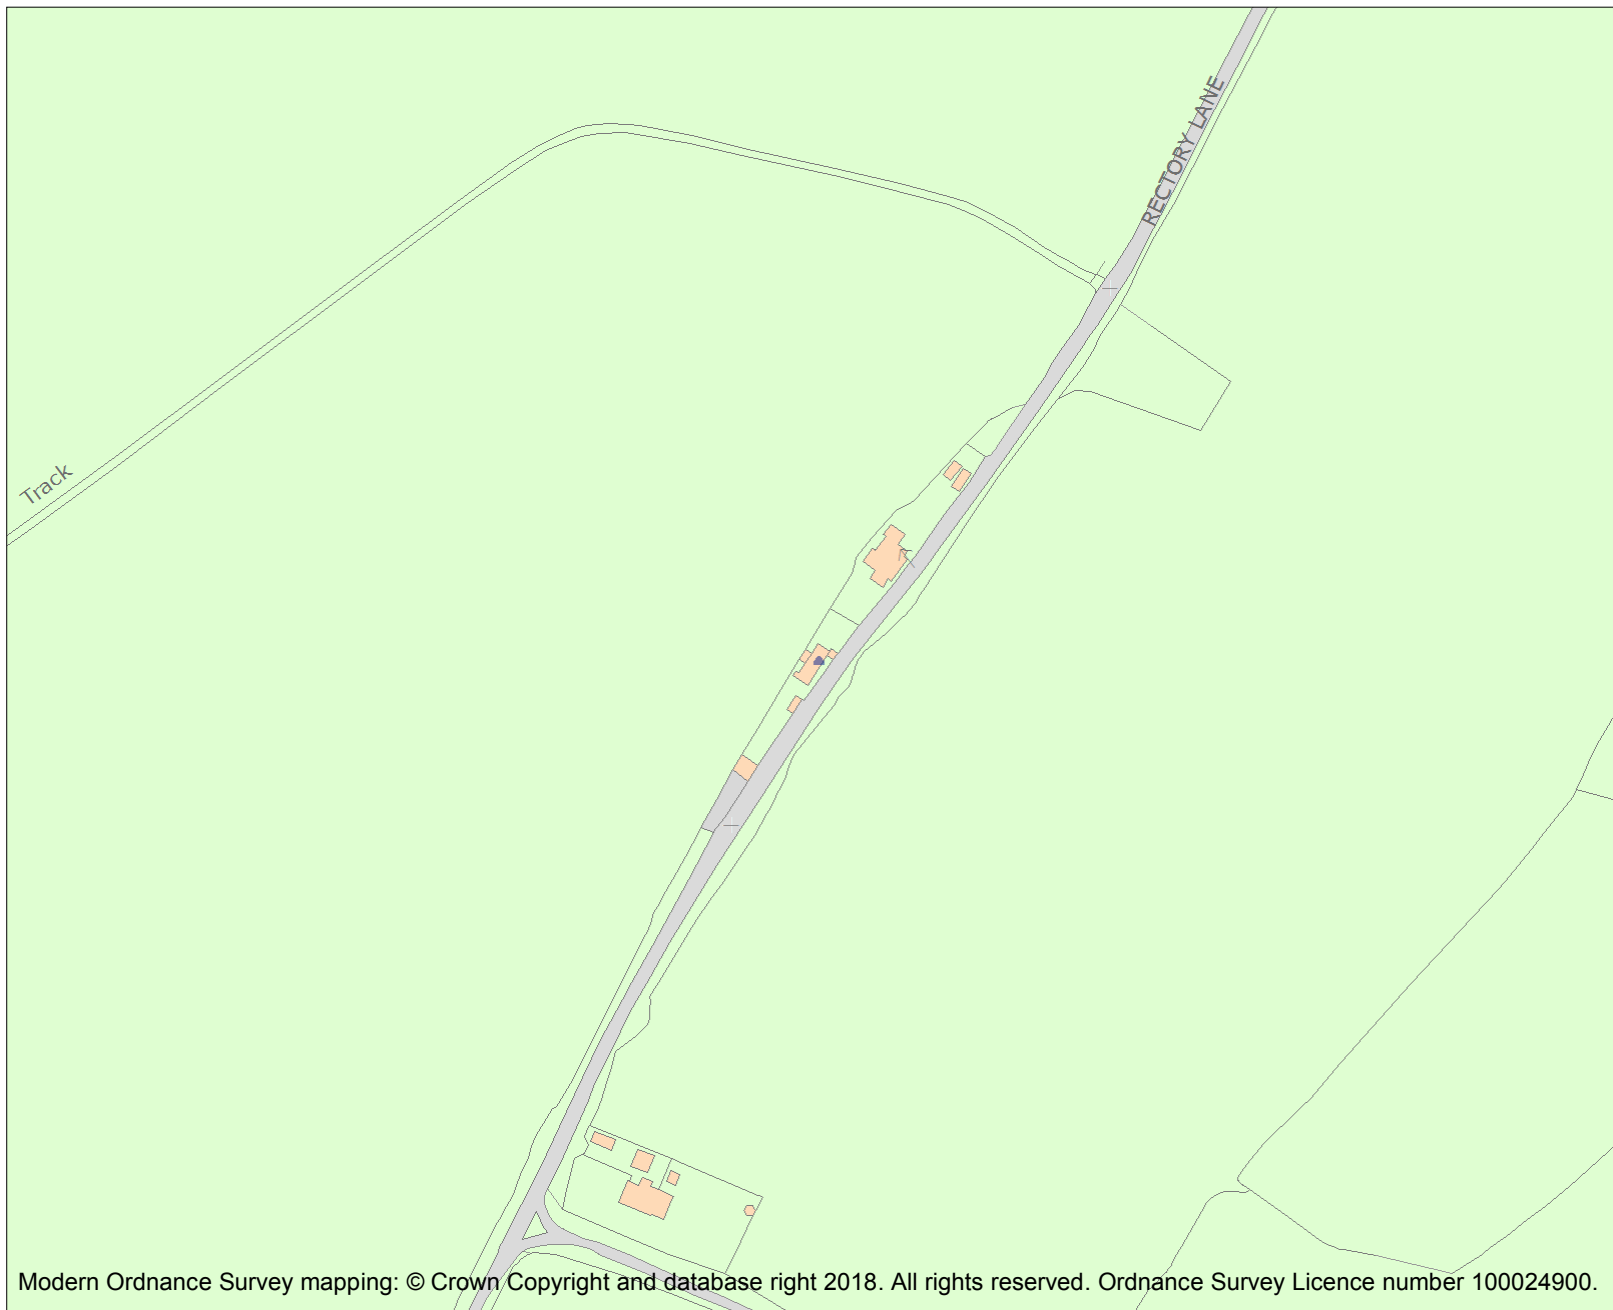 RECTORY LANE
Track
Modern Ordnance Survey mapping: © Crown Copyright and database right 2018. All rights reserved. Ordnance Survey Licence number 100024900.